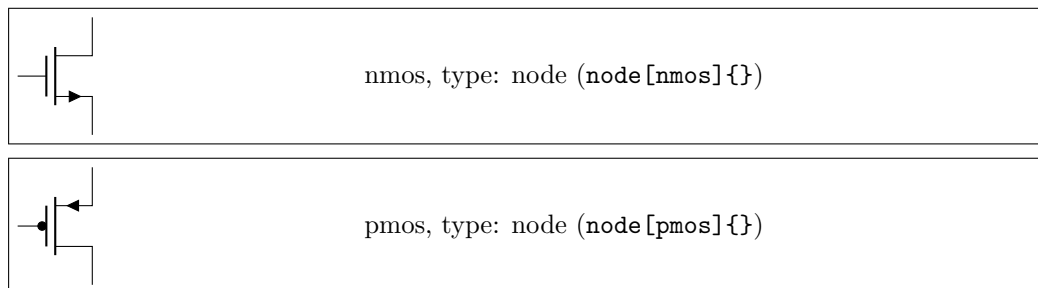 nmos, type: node (node[nmos]{})
pmos, type: node (node[pmos]{})